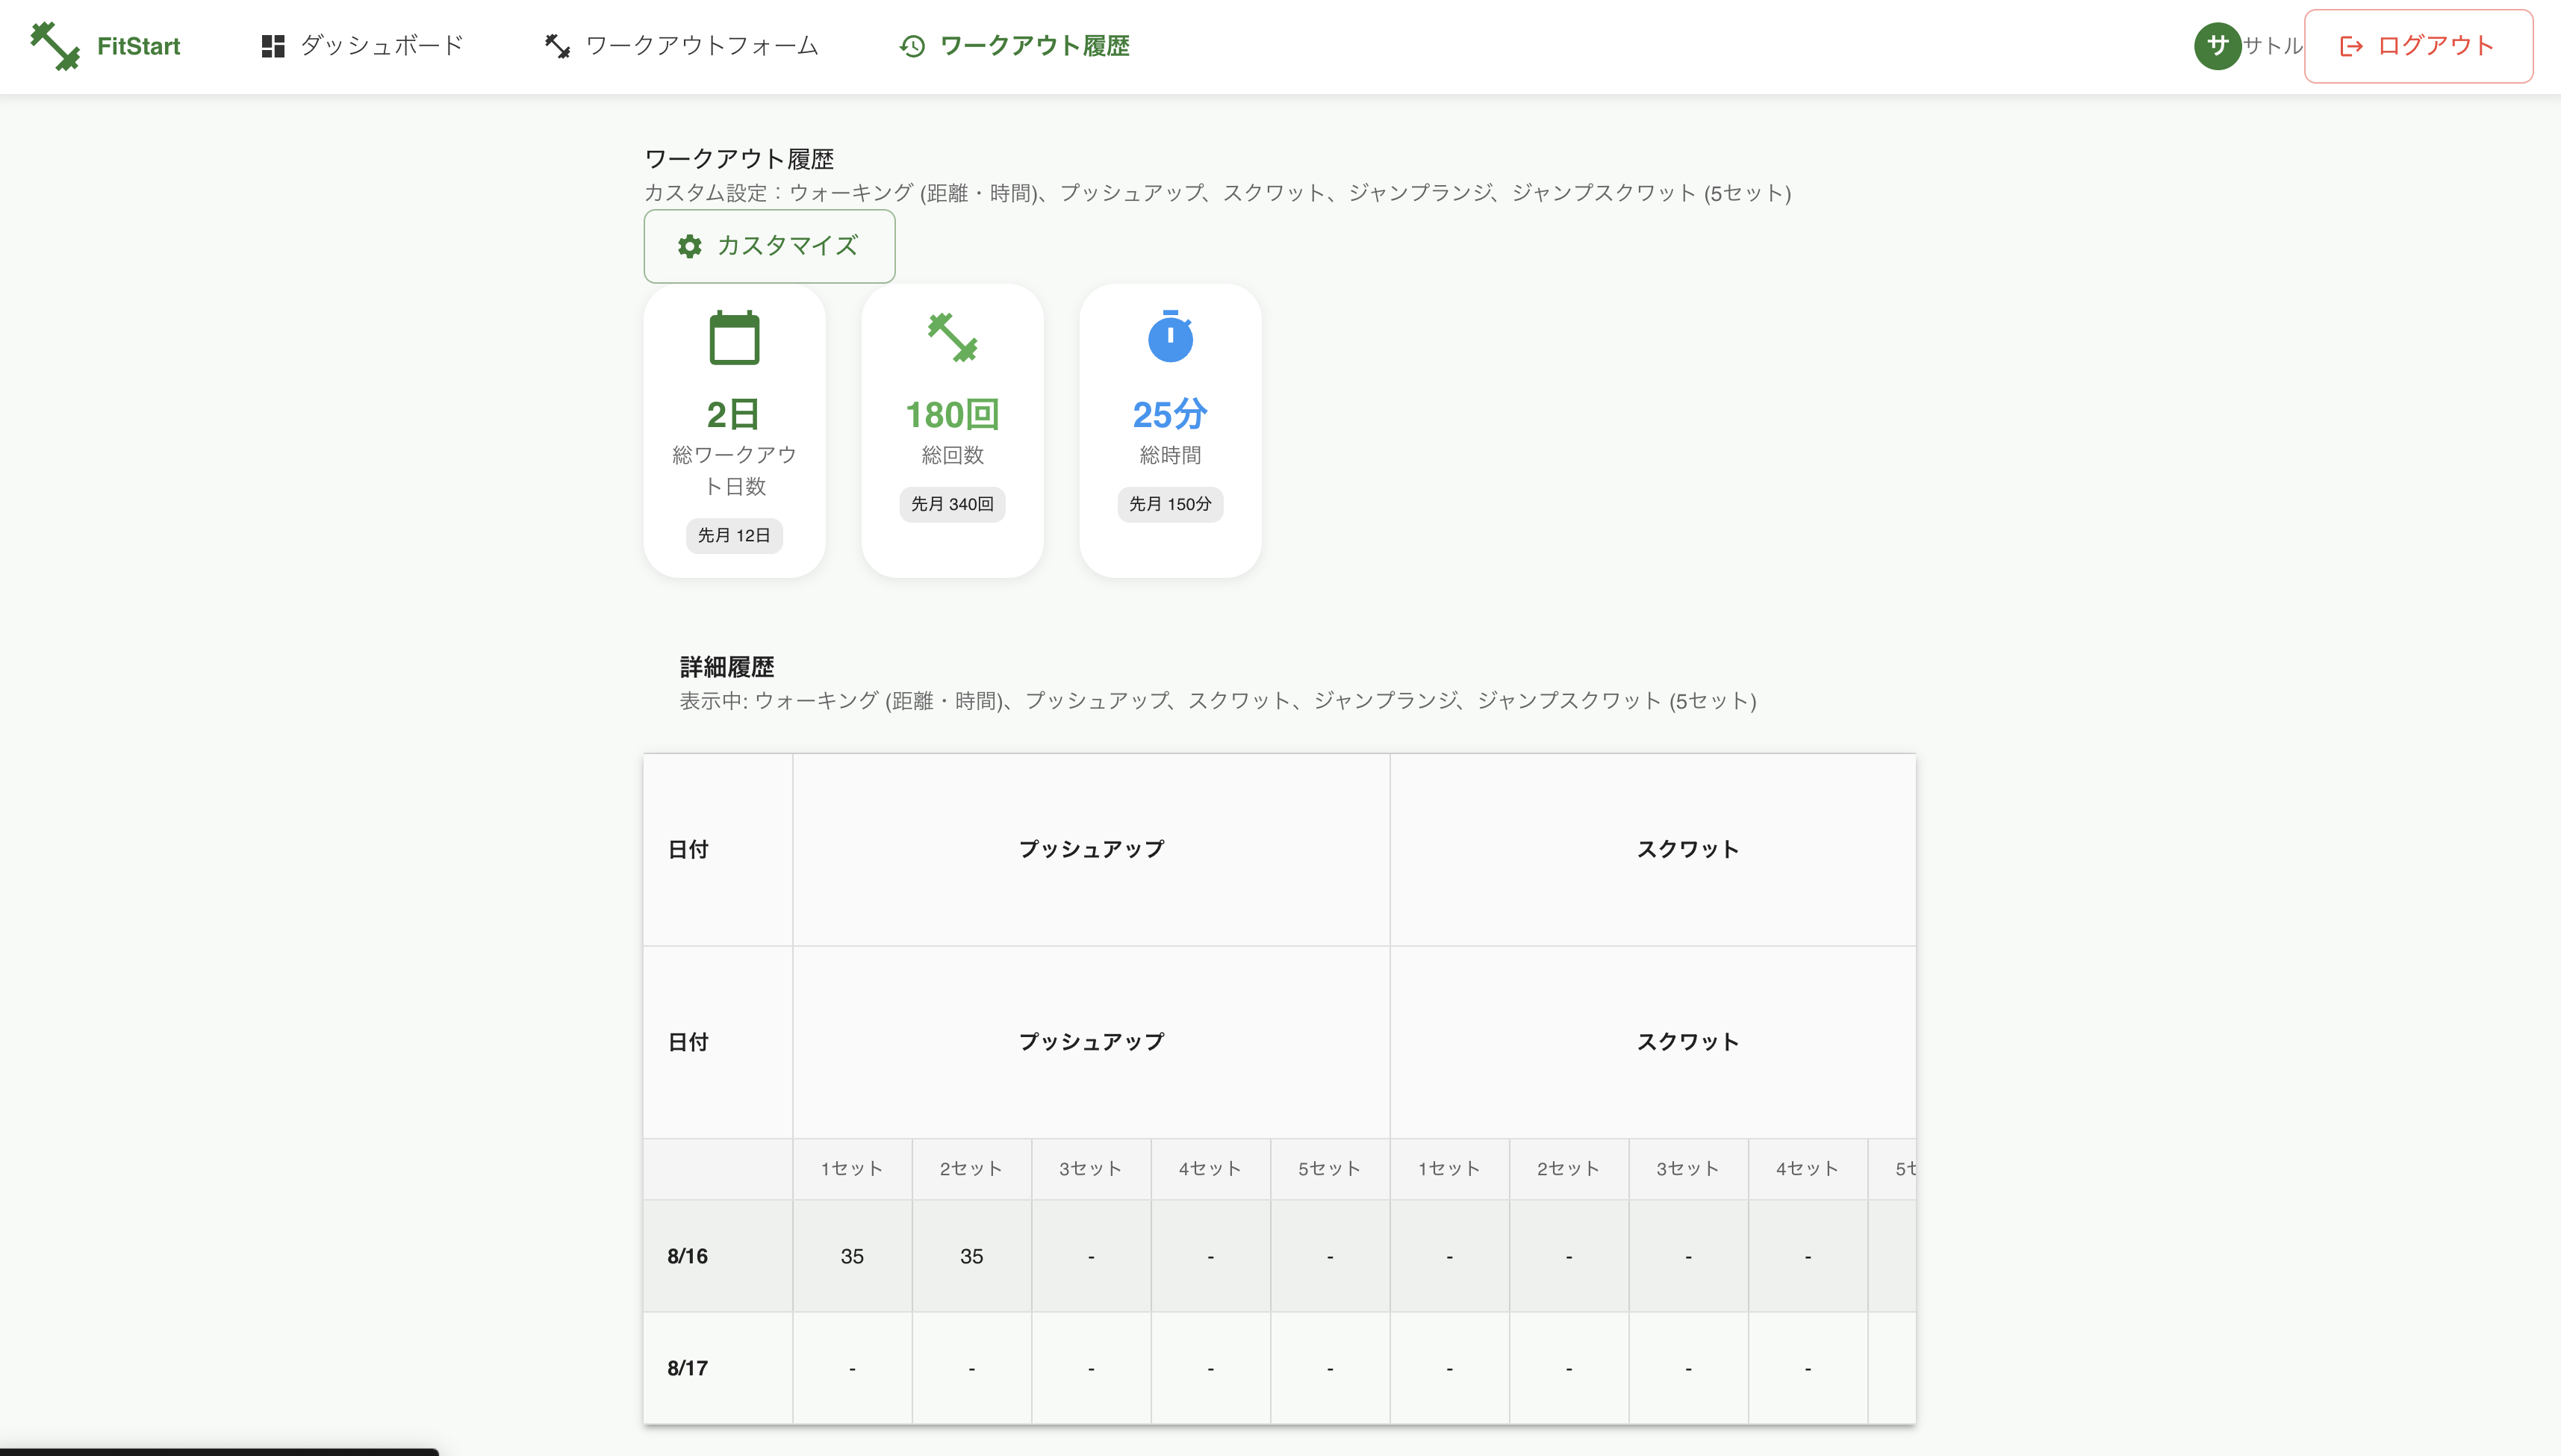 FitStart ダッシュボード ワークアウトフォーム ワークアウト履歴 サ サトル ログアウト
ワークアウト履歴
カスタム設定：ウォーキング (距離・時間)、プッシュアップ、スクワット、ジャンプランジ、ジャンプスクワット (5セット)
カスタマイズ
2日
総ワークアウ
ト日数
先月 12日
180回
総回数
先月 340回
25分
総時間
先月 150分
詳細履歴
表示中: ウォーキング (距離・時間)、プッシュアップ、スクワット、ジャンプランジ、ジャンプスクワット (5セット)
日付 プッシュアップ スクワット
日付 プッシュアップ スクワット
1セット 2セット 3セット 4セット 5セット 1セット 2セット 3セット 4セット 5セ
8/16 35 35 - - - - - - -
8/17 - - - - - - - - -